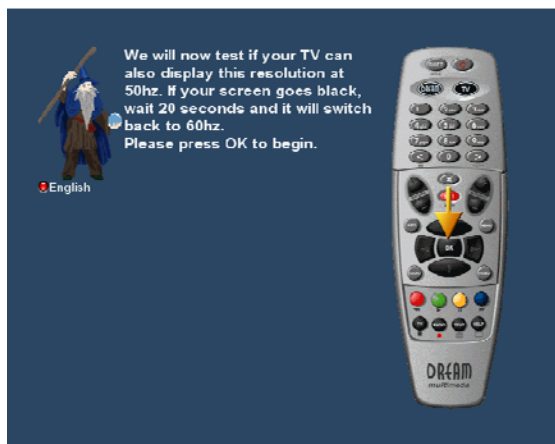 We will now test if your TV can
also display this resolution at
50hz. If your screen goes black,
wait 20 seconds and it will switch
back to 60hz.
Please press OK to begin.
English
TV
OK
HELP
DREAM
multimedia